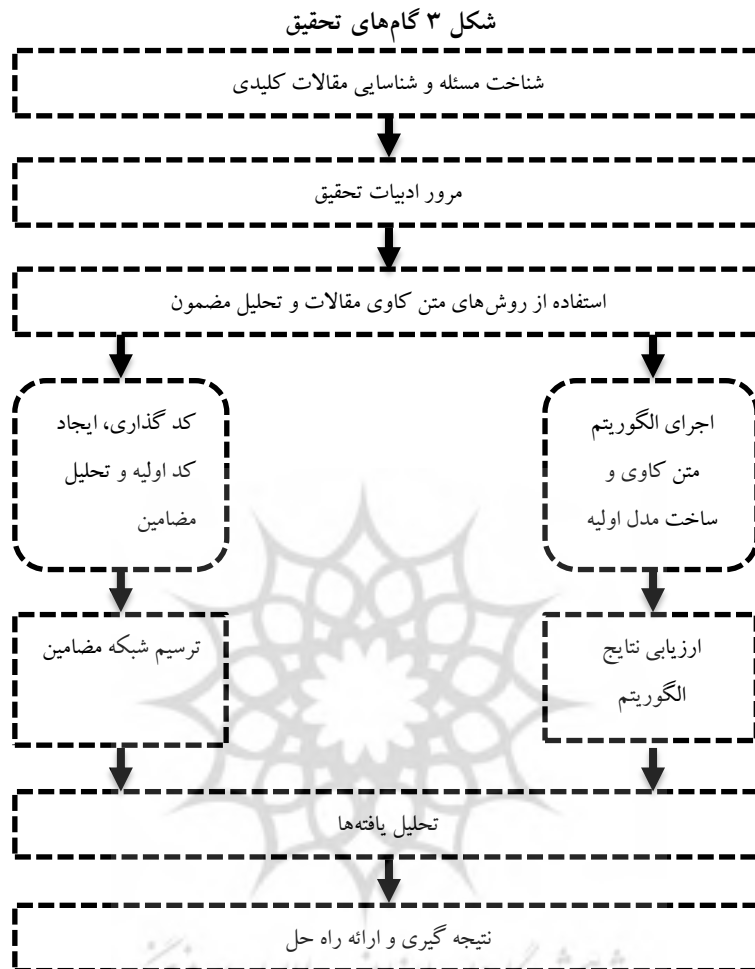 شکل ۳ گام‌های تحقیق
شناخت مسئله و شناسایی مقالات کلیدی
مرور ادبیات تحقیق
استفاده از روش‌های متن کاوی مقالات و تحلیل مضمون
اجرای الگوریتم
متن کاوی و
ساخت مدل اولیه
کد گذاری، ایجاد
کد اولیه و تحلیل
مضامین
ارزیابی نتایج
الگوریتم
ترسیم شبکه مضامین
تحلیل یافته‌ها
نتیجه گیری و ارائه راه حل